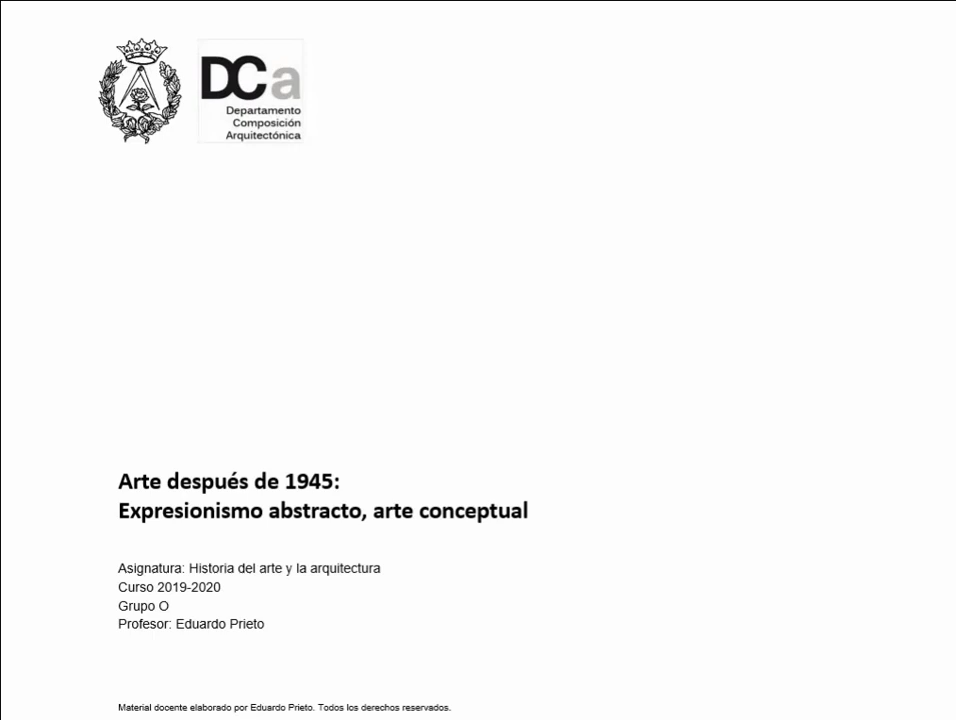 DCa
Departamento
Composición
Arquitectónica
Arte después de 1945:
Expresionismo abstracto, arte conceptual
Asignatura: Historia del arte y la arquitectura
Curso 2019-2020
Grupo O
Profesor: Eduardo Prieto
Material docente elaborado por Eduardo Prieto. Todos los derechos reservados.